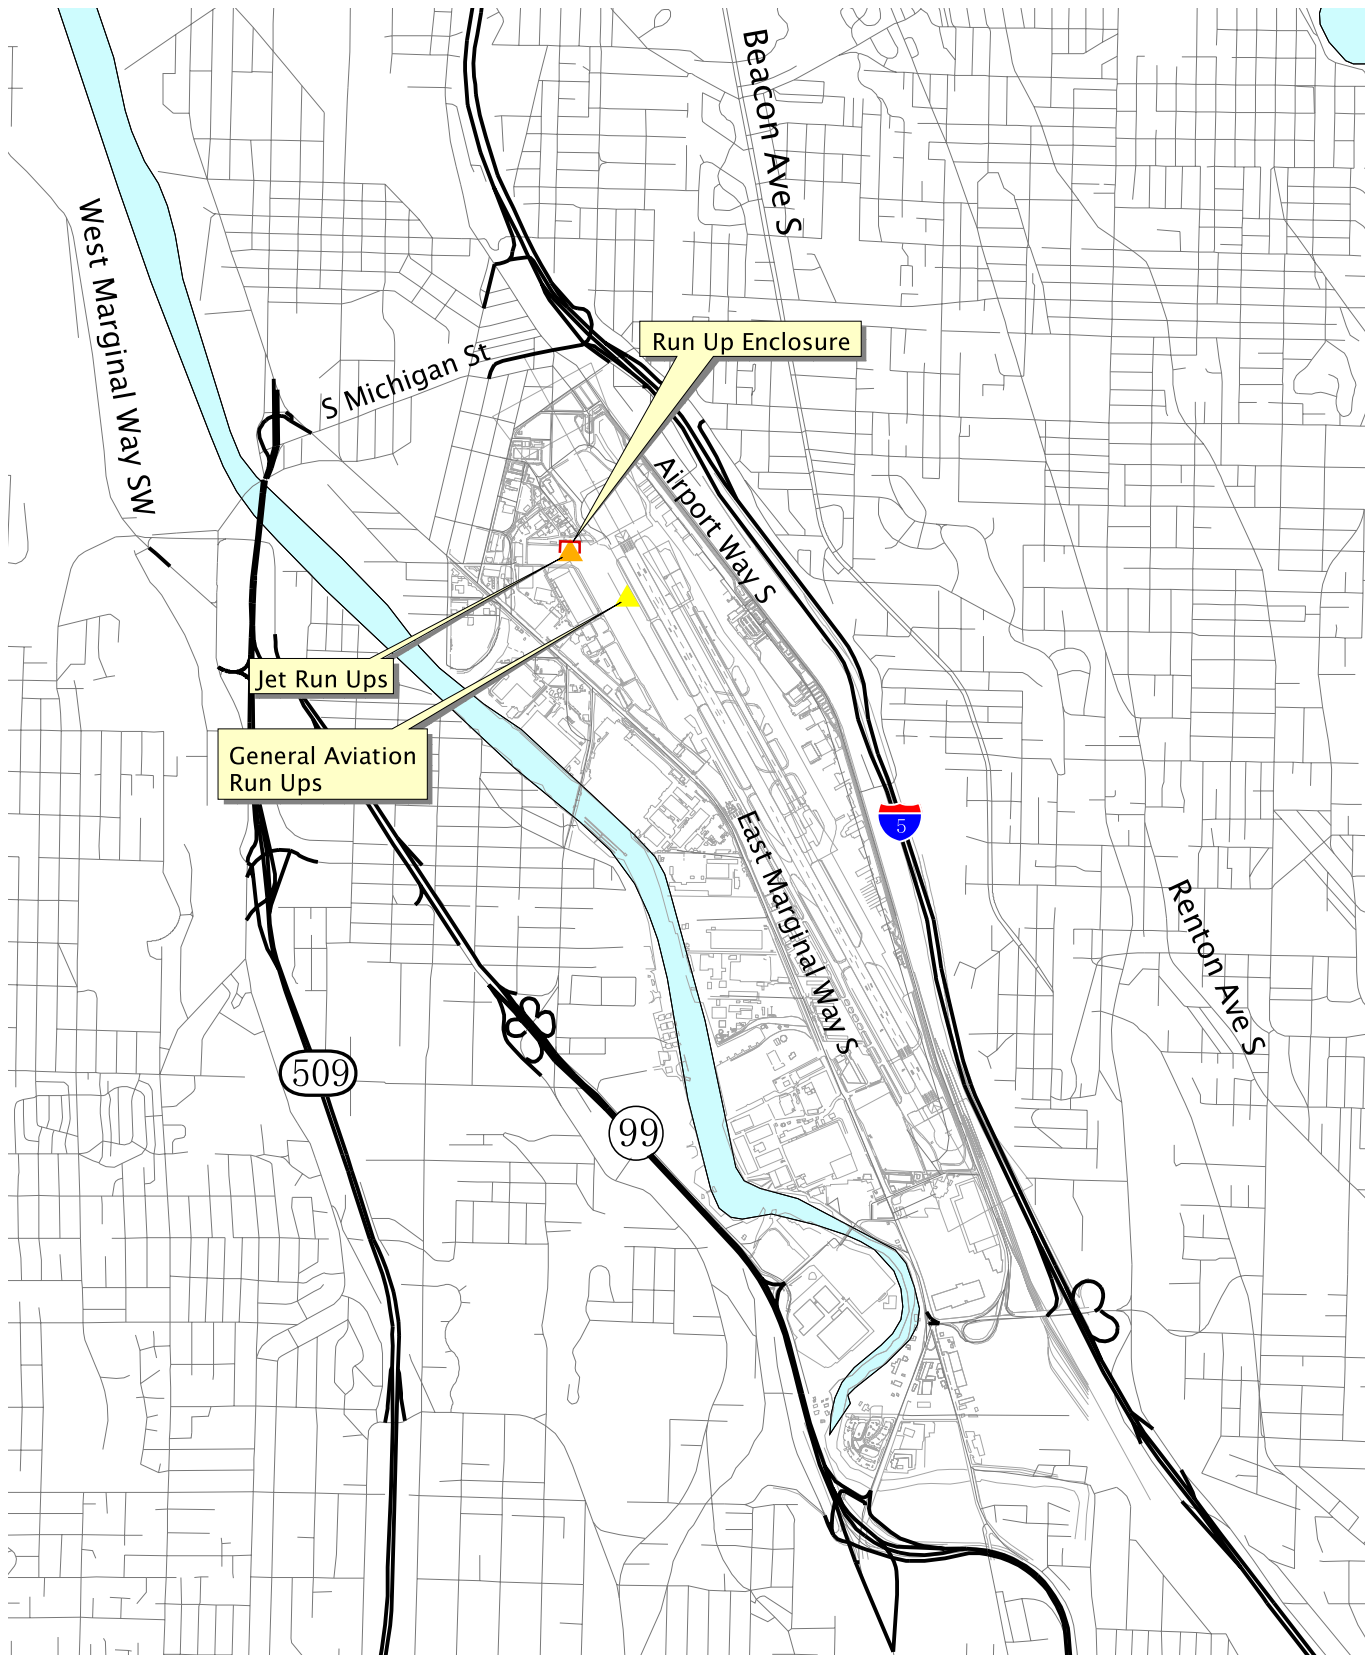 Beacon Ave S
West Marginal Way SW
Run Up Enclosure
S Michigan St
Airport Way S
Jet Run Ups
General Aviation
Run Ups
5
East Marginal Way S
Renton Ave S
509
99